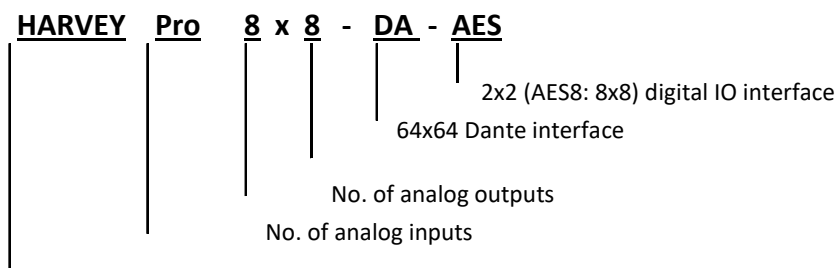 HARVEY Pro 8 x 8 - DA - AES
2x2 (AES8: 8x8) digital IO interface
64x64 Dante interface
No. of analog outputs
No. of analog inputs